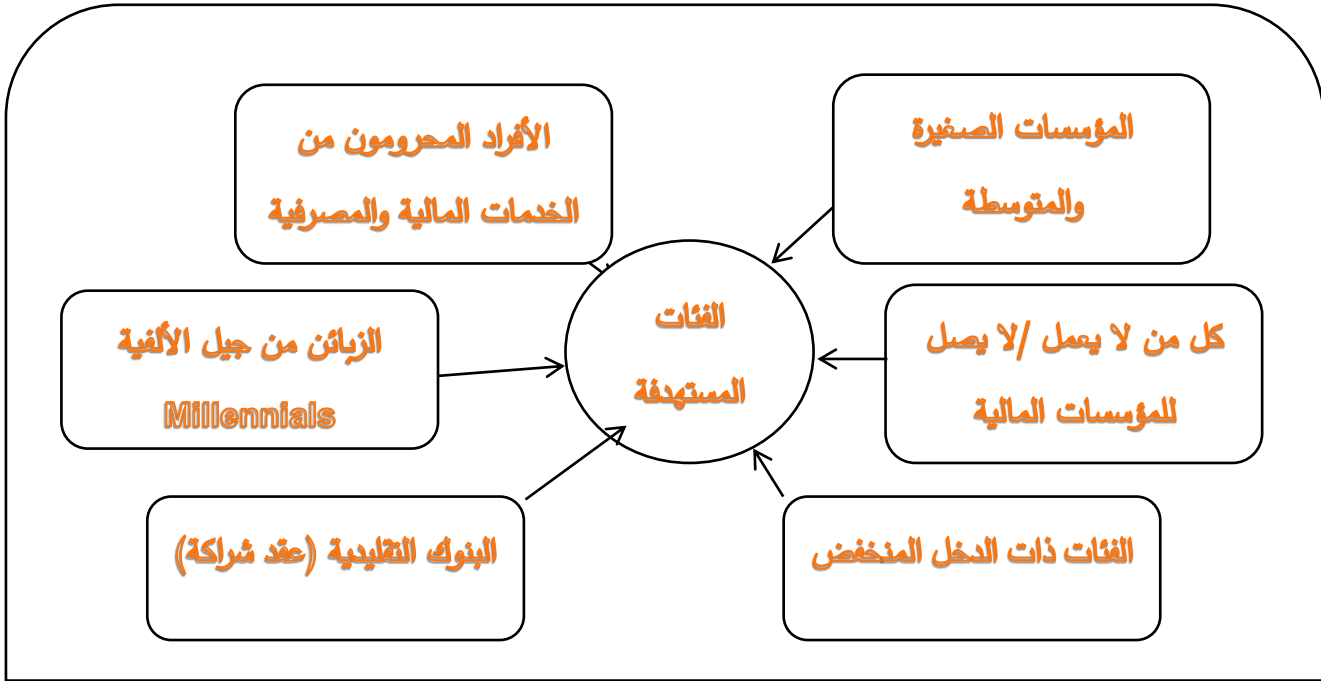 المؤسسات الصغيرة
والمتوسطة
الأفراد المحرومون من
الخدمات المالية والمصرفية
الفئات
المستهدفة
كل من لا يعمل /لا يصل
للمؤسسات المالية
الزبائن من جيل الألفية
Millennials
الفئات ذات الدخل المنخفض
البنوك التقليدية (عقد شراكة)